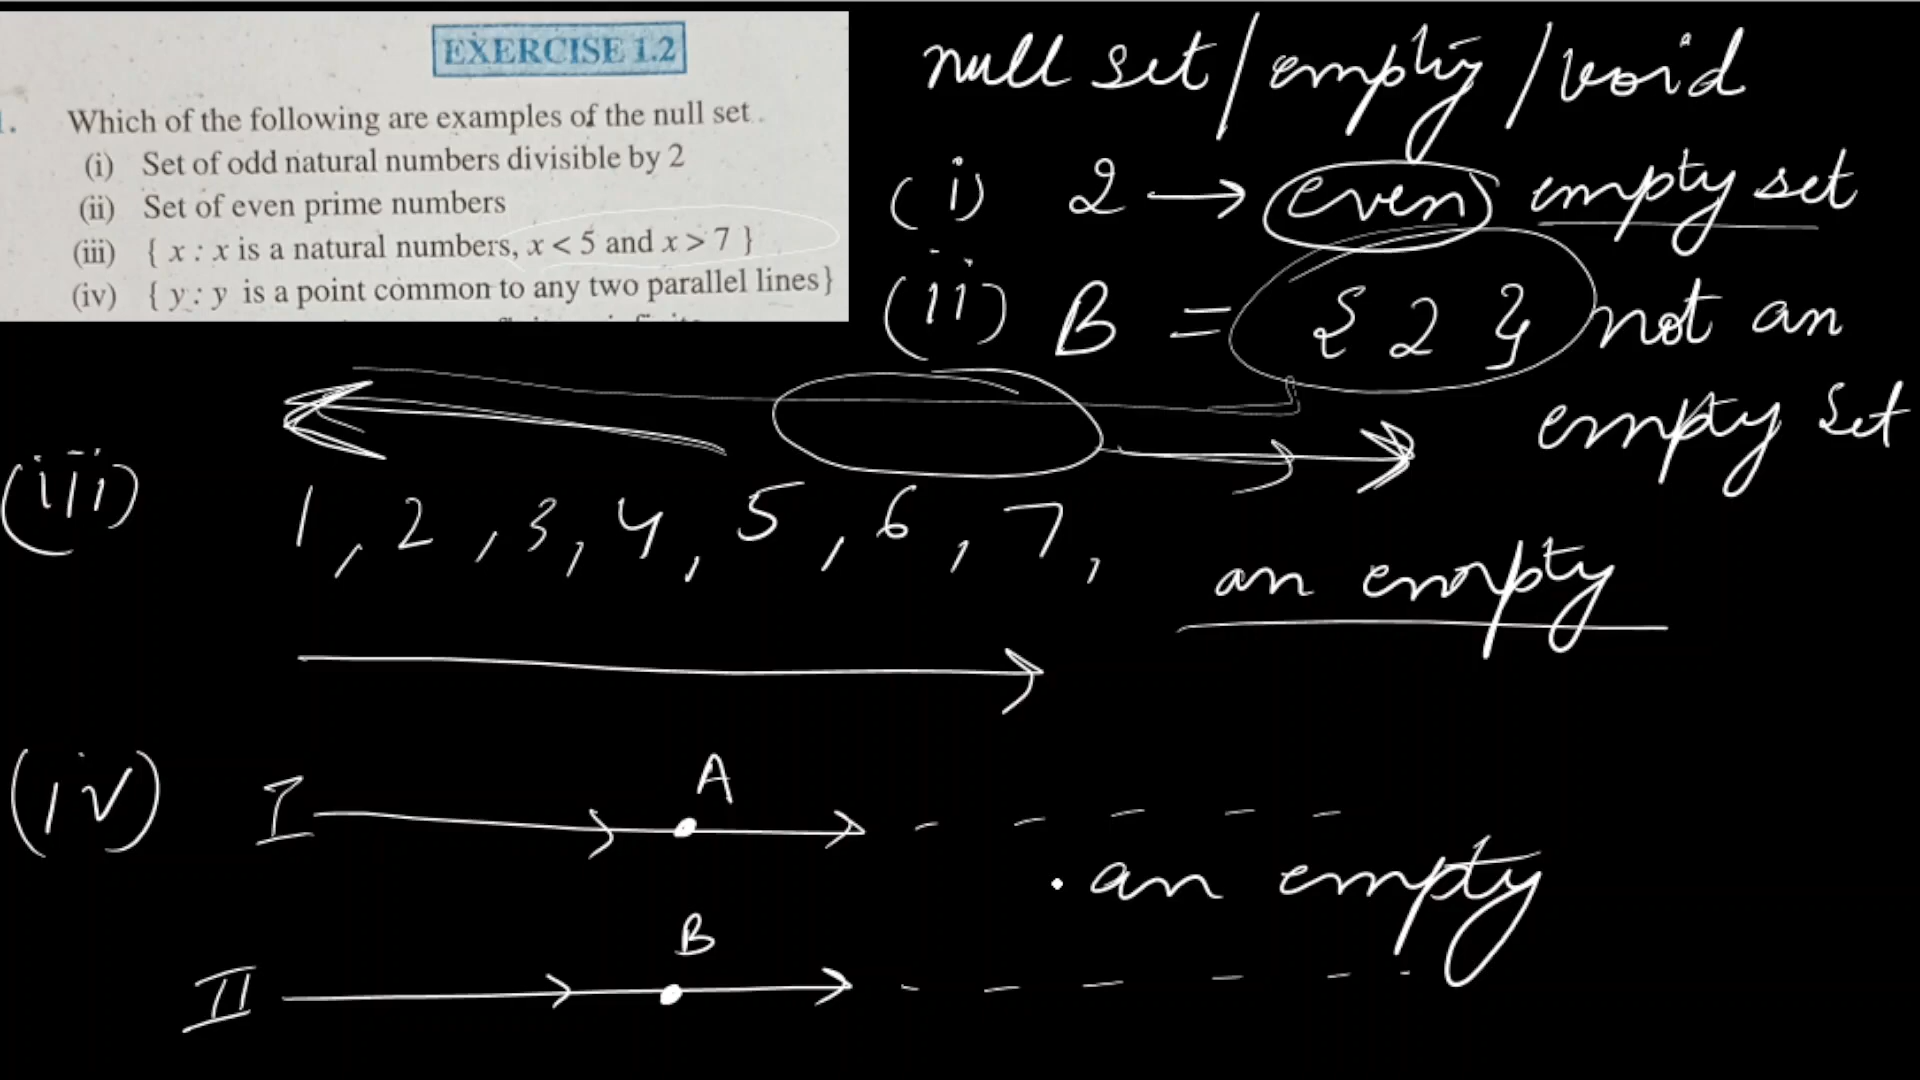 EXERCISE 1.2
1. Which of the following are examples of the null set
(i) Set of odd natural numbers divisible by 2
(ii) Set of even prime numbers
(iii) { x : x is a natural numbers, x < 5 and x > 7 }
(iv) { y : y is a point common to any two parallel lines}
null set / empty / void
(i) 2 → even empty set
(ii) B = { 2 } not an
empty set
(iii) 1, 2, 3, 4, 5, 6, 7,
an empty
(iv) I A
. an empty
II B